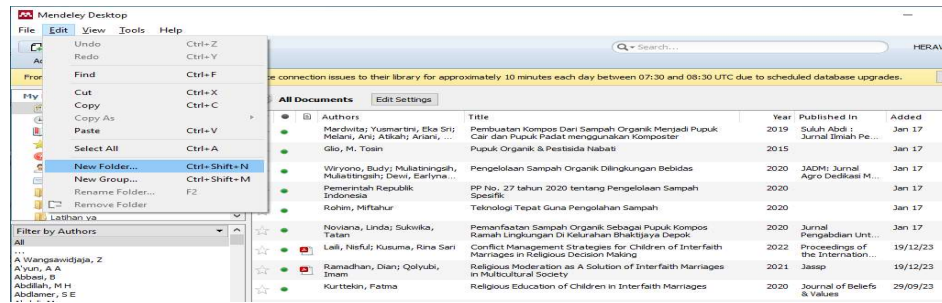 Mendeley Desktop
File Edit View Tools Help
Undo Ctrl+Z
Redo Ctrl+Y
Find Ctrl+F
Cut Ctrl+X
Copy Ctrl+C
Copy As
Paste Ctrl+V
Select All Ctrl+A
New Folder... Ctrl+Shift+N
New Group... Ctrl+Shift+M
Rename Folder... F2
Remove Folder
Latihan ya
Search...
HERAW
From
connection issues to their library for approximately 10 minutes each day between 07:30 and 08:30 UTC due to scheduled database upgrades.
My
All Documents Edit Settings
Authors Title Year Published In Added
Mardwita; Yusmartini, Eka Sri; Pembuatan Kompos Dari Sampah Organik Menjadi Pupuk 2019 Suluh Abdi : Jan 17
Melani, Ani; Atikah; Ariani, ... Cair dan Pupuk Padat menggunakan Komposter Jurnal Ilmiah Pe...
Glio, M. Tosin Pupuk Organik & Pestisida Nabati 2015 Jan 17
Wiryono, Budy; Muliatiningsih, Pengelolaan Sampah Organik Dilingkungan Bebidas 2020 JADM: Jurnal Jan 17
Muliatitingsih; Dewi, Earlyna... Agro Dedikasi M...
Pemerintah Republik PP No. 27 tahun 2020 tentang Pengelolaan Sampah 2020 Jan 17
Indonesia Spesifik
Rohim, Miftahur Teknologi Tepat Guna Pengolahan Sampah 2020 Jan 17
Noviana, Linda; Sukwika, Pemanfaatan Sampah Organik Sebagai Pupuk Kompos 2020 Jurnal Jan 17
Tatan Ramah Lingkungan Di Kelurahan Bhaktijaya Depok Pengabdian Unt...
Laili, Nisful; Kusuma, Rina Sari Conflict Management Strategies for Children of Interfaith 2022 Proceedings of 19/12/23
Marriages in Religious Decision Making the Internation...
Ramadhan, Dian; Qolyubi, Religious Moderation as A Solution of Interfaith Marriages 2021 Jassp 19/12/23
Imam in Multicultural Society
Kurttekin, Fatma Religious Education of Children in Interfaith Marriages 2020 Journal of Beliefs 29/09/23
& Values
Filter by Authors
All
...
A Wangsawidjaja, Z
A'yun, A A
Abbasi, B
Abdillah, M H
Abdlamer, S E